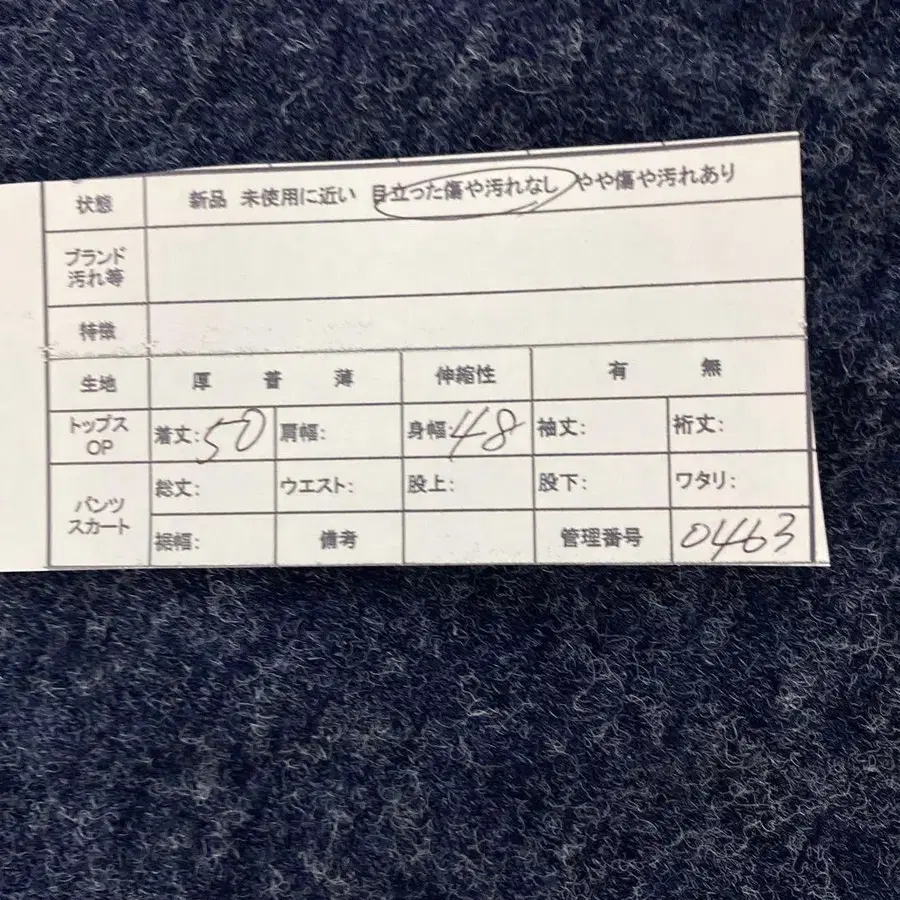 状態 新品 未使用に近い 目立った傷や汚れなし やや傷や汚れあり
ブランド
汚れ等
特徴
生地 厚 普 薄 伸縮性 有 無
トップス
OP
着丈:50 肩幅: 身幅:48 袖丈: 裄丈:
パンツ
スカート
総丈: ウエスト: 股上: 股下: ワタリ:
裾幅: 備考 管理番号 0463